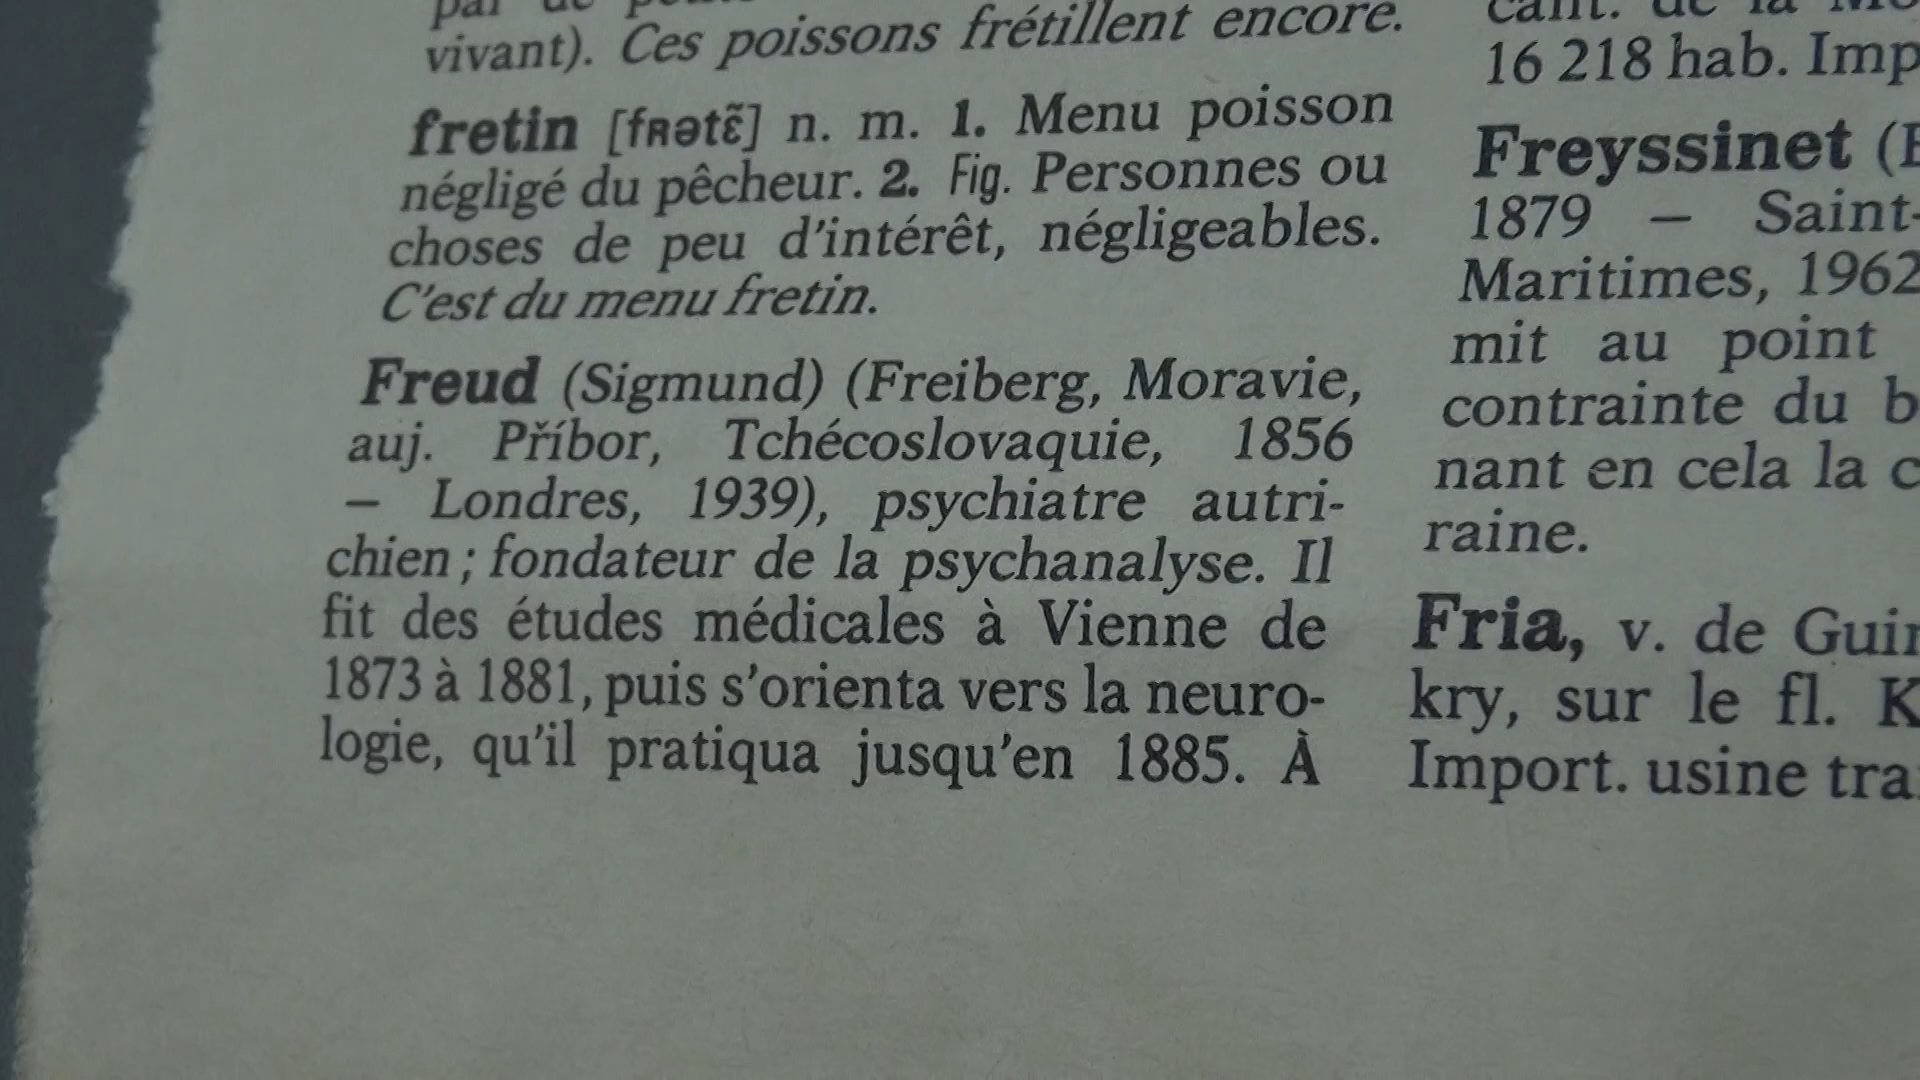 vivant). Ces poissons frétillent encore.
fretin [fʀətɛ̃] n. m. 1. Menu poisson
négligé du pêcheur. 2. Fig. Personnes ou
choses de peu d'intérêt, négligeables.
C'est du menu fretin.
Freud (Sigmund) (Freiberg, Moravie,
auj. Příbor, Tchécoslovaquie, 1856
– Londres, 1939), psychiatre autri-
chien ; fondateur de la psychanalyse. Il
fit des études médicales à Vienne de
1873 à 1881, puis s'orienta vers la neuro-
logie, qu'il pratiqua jusqu'en 1885. À
cant. de la
16 218 hab. Imp
Freyssinet (E
1879 – Saint-
Maritimes, 1962
mit au point
contrainte du b
nant en cela la c
raine.
Fria, v. de Guin
kry, sur le fl. K
Import. usine tra